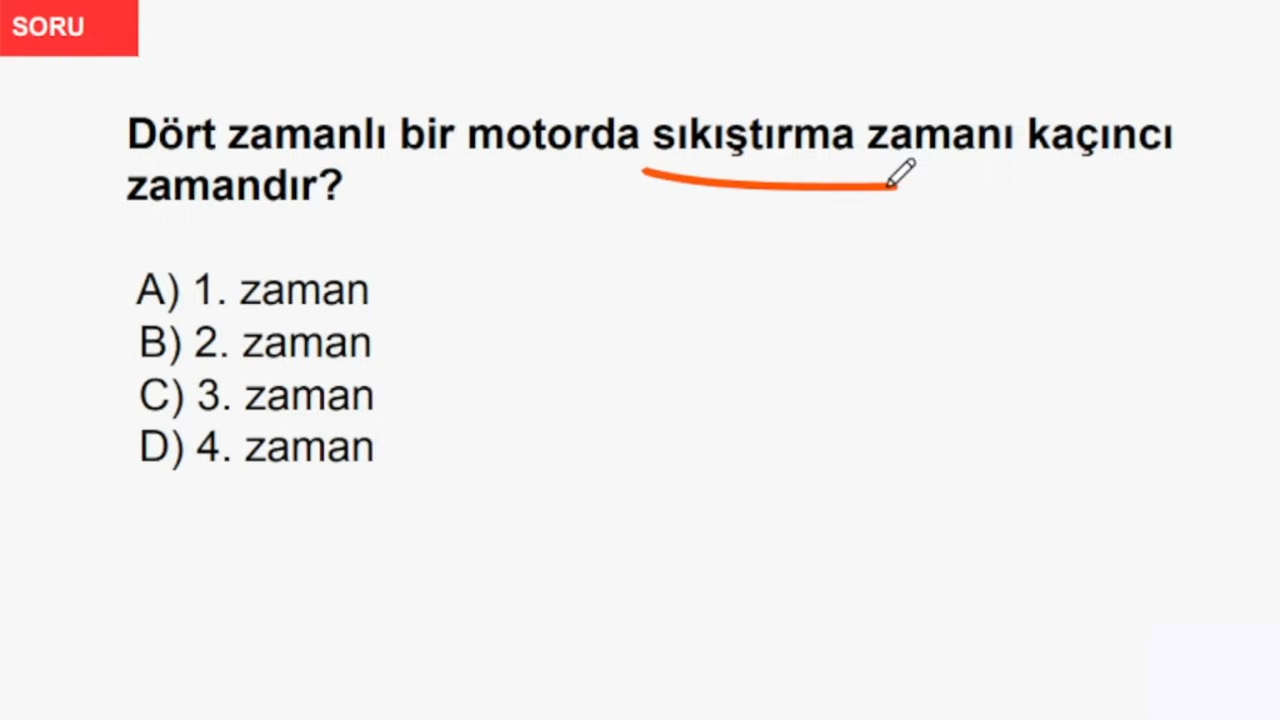 SORU
Dört zamanlı bir motorda sıkıştırma zamanı kaçıncı
zamandır?
A) 1. zaman
B) 2. zaman
C) 3. zaman
D) 4. zaman